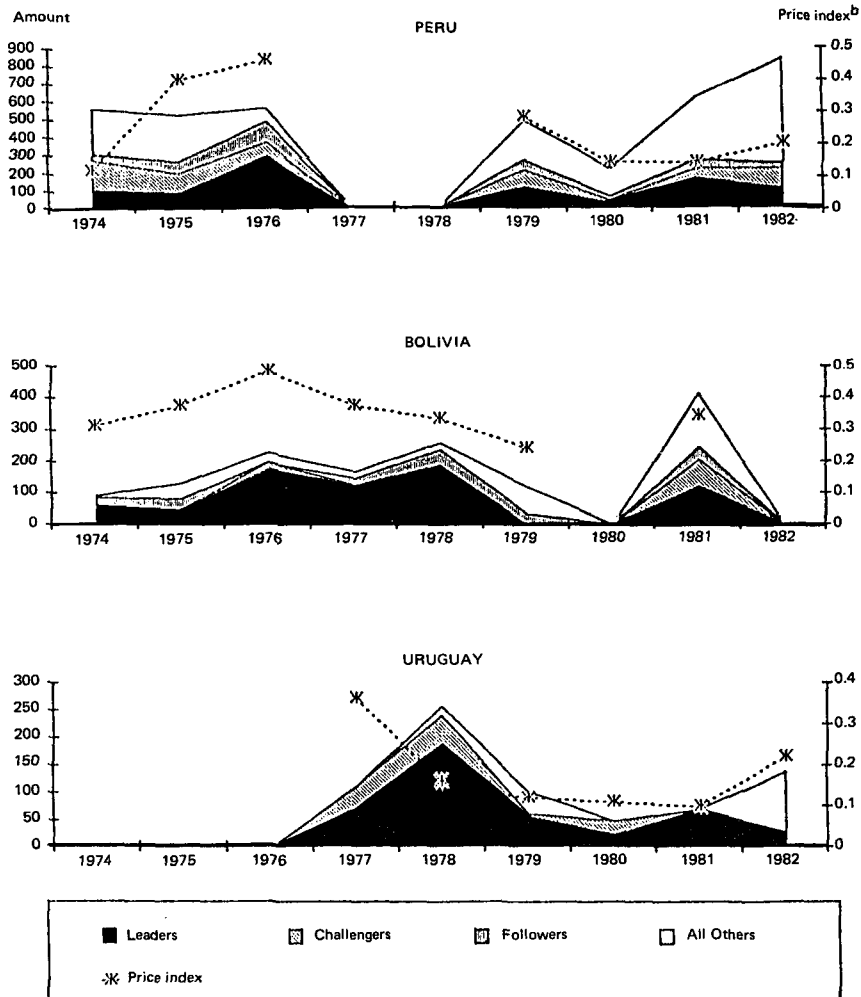 Amount Price index b
PERU
900 0.5
800
700 0.4
600
500 0.3
400
300 0.2
200 0.1
100
0 0
1974 1975 1976 1977 1978 1979 1980 1981 1982
BOLIVIA
500 0.5
400 0.4
300 0.3
200 0.2
100 0.1
0 0
1974 1975 1976 1977 1978 1979 1980 1981 1982
URUGUAY
300 0.4
250
200 0.3
150 0.2
100
50 0.1
0 0
1974 1975 1976 1977 1978 1979 1980 1981 1982
Leaders Challengers Followers All Others
Price index